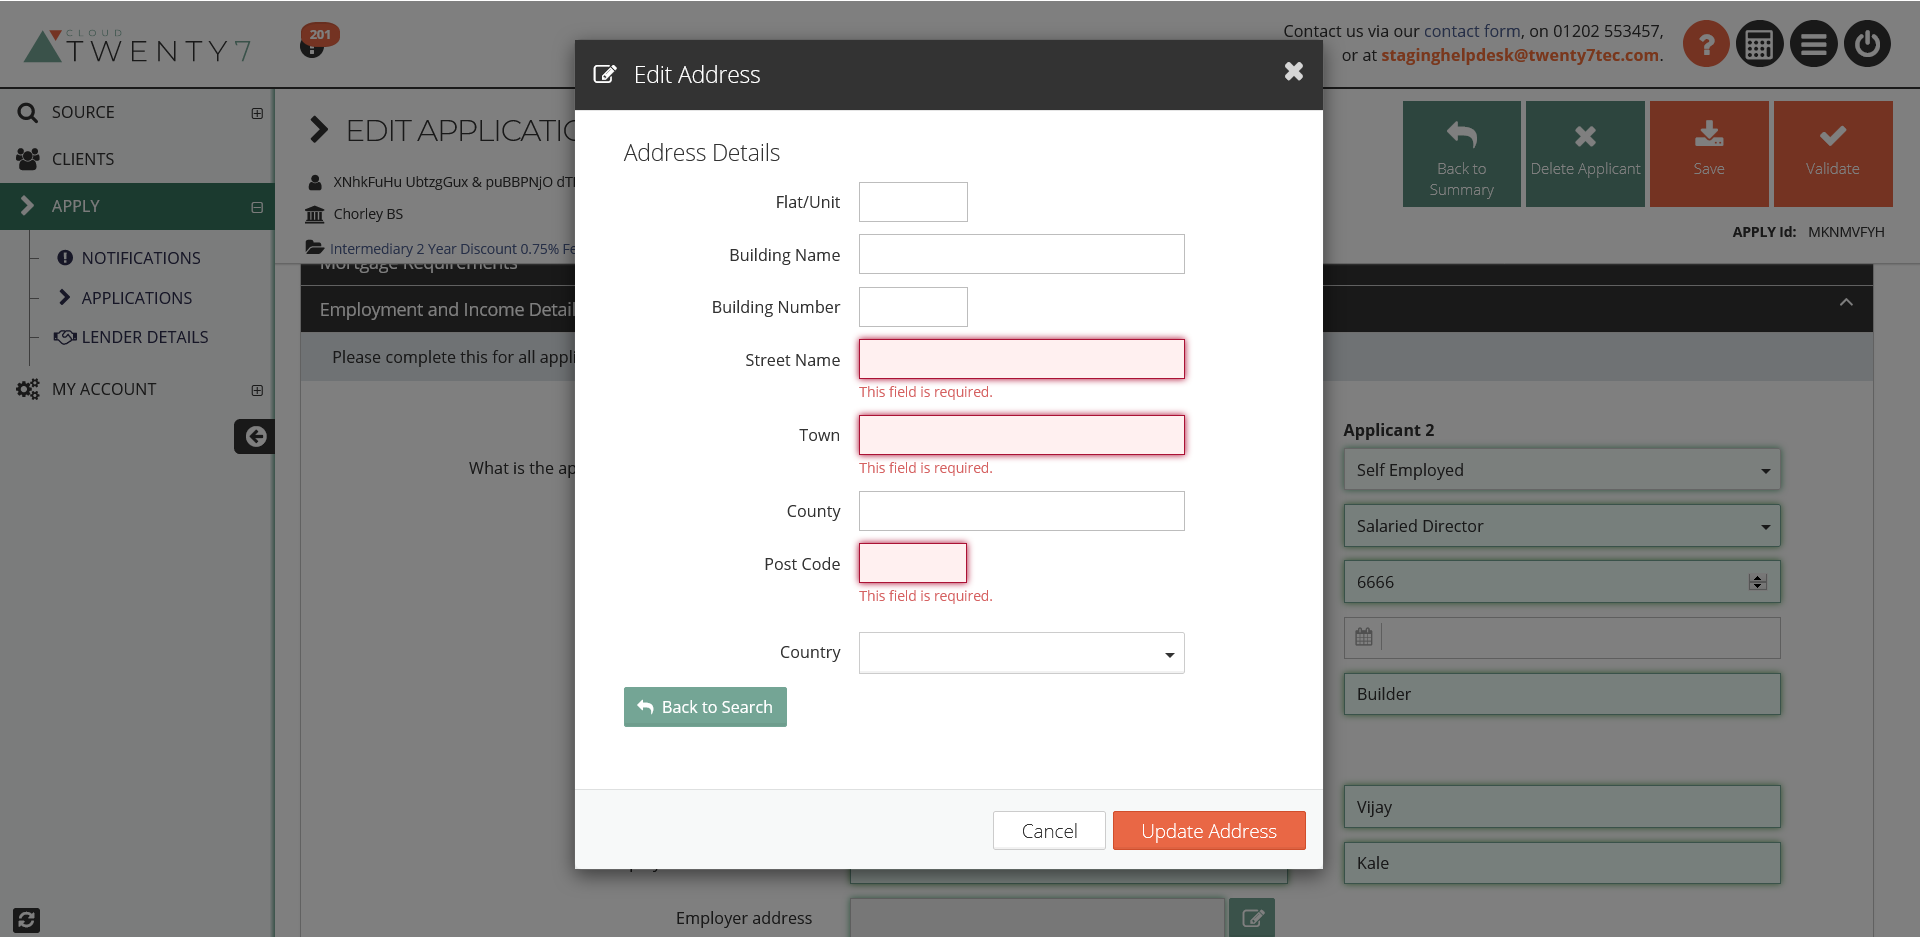 CLOUD
TWENTY7
201
Contact us via our contact form, on 01202 553457,
or at staginghelpdesk@twenty7tec.com.
SOURCE
CLIENTS
APPLY
NOTIFICATIONS
APPLICATIONS
LENDER DETAILS
MY ACCOUNT
EDIT APPLICATIO
XNhkFuHu UbtzgGux & puBBPNjO dT
Chorley BS
Intermediary 2 Year Discount 0.75% Fe
Back to
Summary
Delete Applicant
Save
Validate
APPLY Id: MKNMVFYH
Mortgage Requirements
Employment and Income Detail
Please complete this for all appli
What is the ap
Applicant 2
Self Employed
Salaried Director
6666
Builder
Vijay
Kale
Employer address
Edit Address
Address Details
Flat/Unit
Building Name
Building Number
Street Name
This field is required.
Town
This field is required.
County
Post Code
This field is required.
Country
Back to Search
Cancel
Update Address